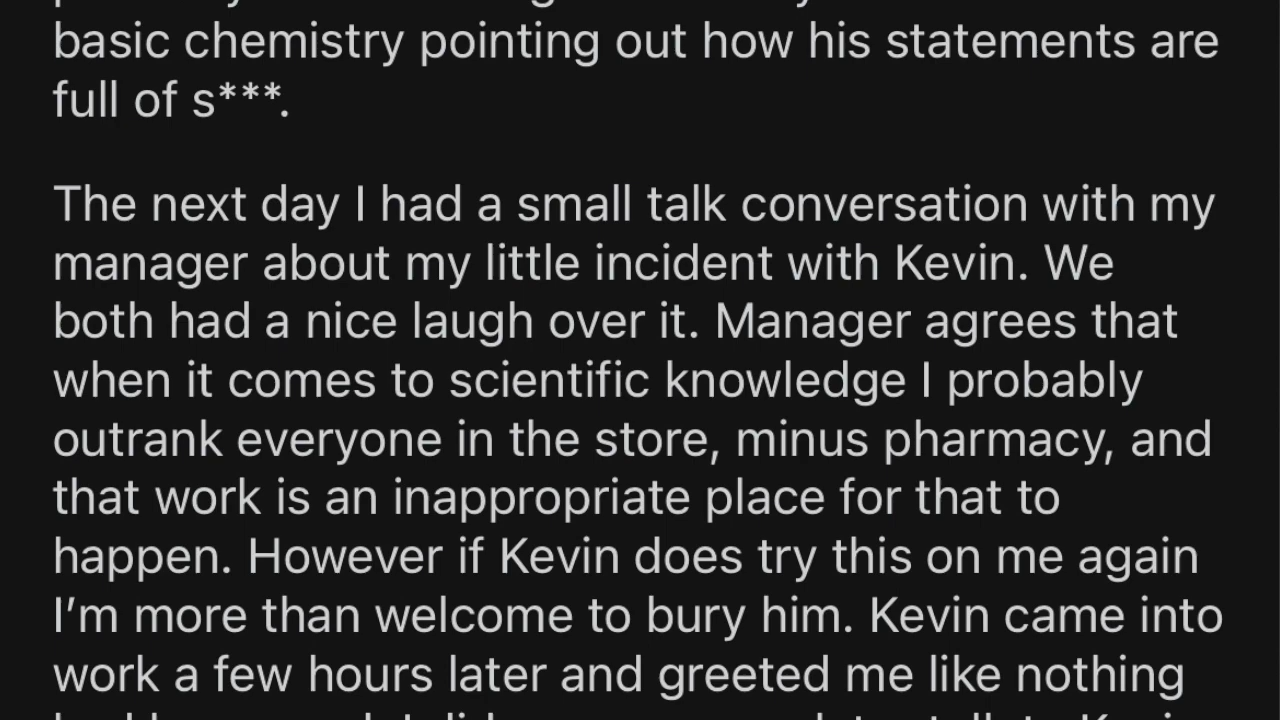 basic chemistry pointing out how his statements are
full of s***.
The next day I had a small talk conversation with my
manager about my little incident with Kevin. We
both had a nice laugh over it. Manager agrees that
when it comes to scientific knowledge I probably
outrank everyone in the store, minus pharmacy, and
that work is an inappropriate place for that to
happen. However if Kevin does try this on me again
I’m more than welcome to bury him. Kevin came into
work a few hours later and greeted me like nothing